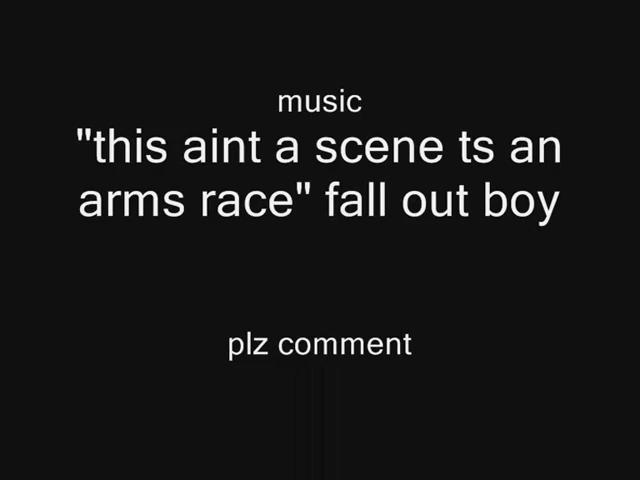 music
"this aint a scene ts an
arms race" fall out boy
plz comment